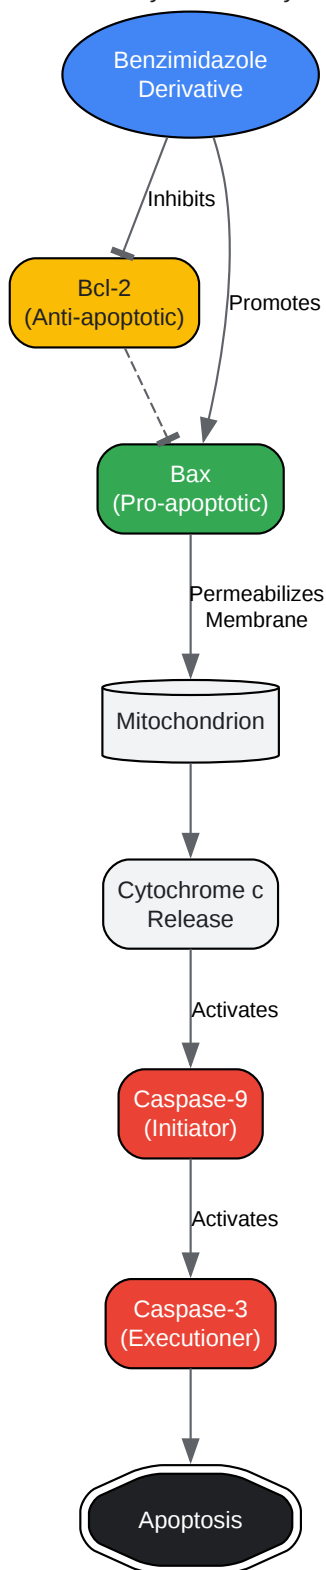 Benzimidazole
Derivative
Inhibits
Bcl-2
(Anti-apoptotic)
Promotes
Bax
(Pro-apoptotic)
Permeabilizes
Membrane
Mitochondrion
Cytochrome c
Release
Activates
Caspase-9
(Initiator)
Activates
Caspase-3
(Executioner)
Apoptosis